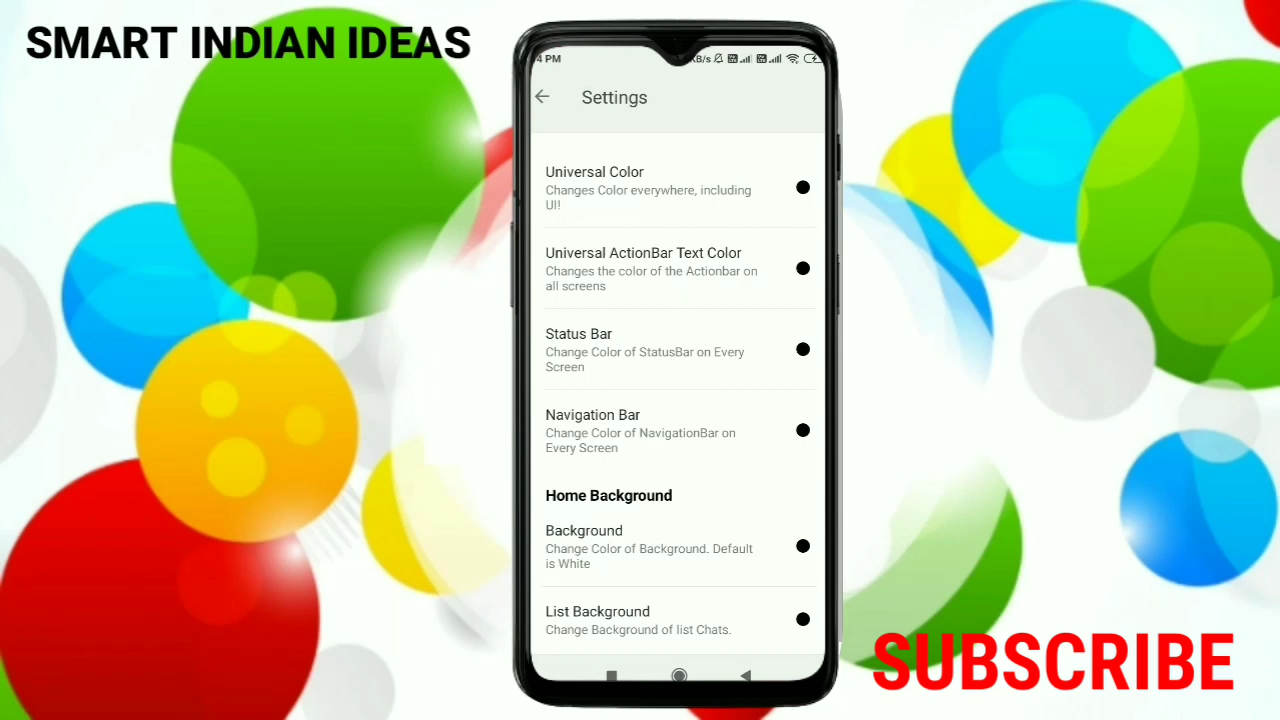 SMART INDIAN IDEAS
4 PM
KB/s
Settings
Universal Color
Changes Color everywhere, including
UI!
Universal ActionBar Text Color
Changes the color of the Actionbar on
all screens
Status Bar
Change Color of StatusBar on Every
Screen
Navigation Bar
Change Color of NavigationBar on
Every Screen
Home Background
Background
Change Color of Background. Default
is White
List Background
Change Background of list Chats.
SUBSCRIBE